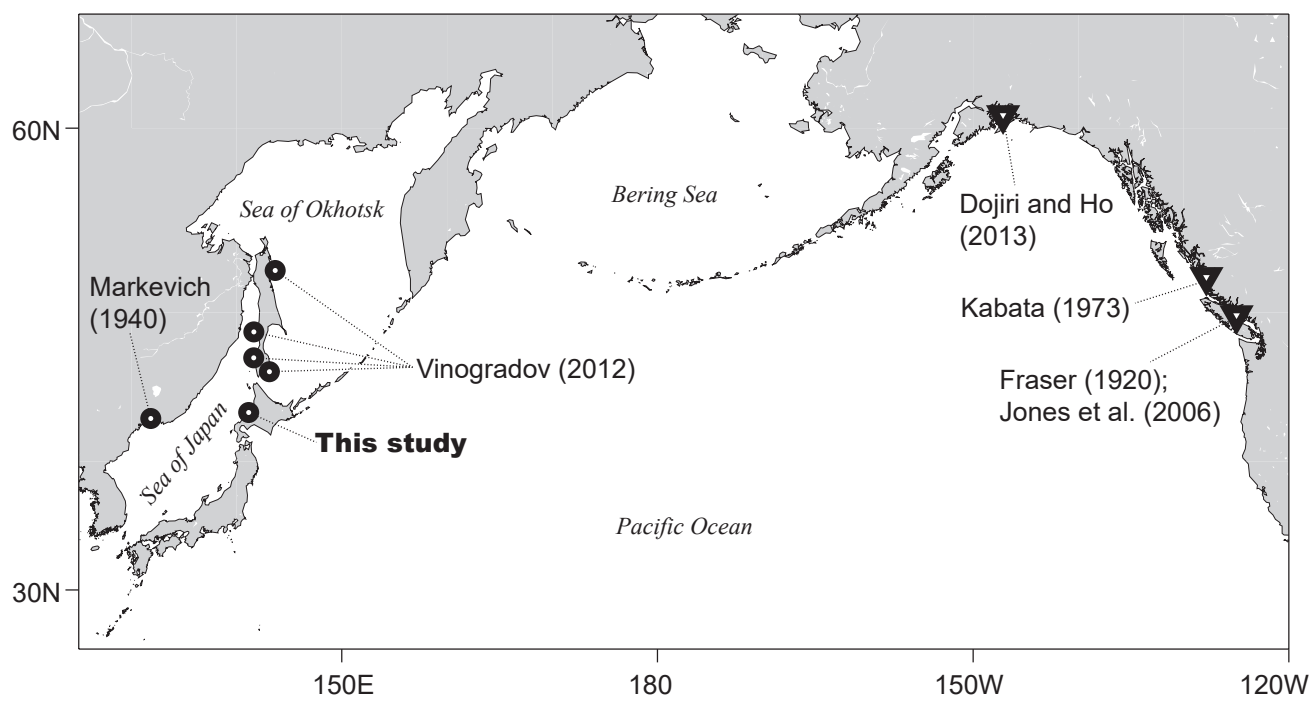 60N
30N
150E
180
150W
120W
Sea of Okhotsk
Bering Sea
Sea of Japan
Pacific Ocean
Markevich
(1940)
Vinogradov (2012)
This study
Dojiri and Ho
(2013)
Kabata (1973)
Fraser (1920);
Jones et al. (2006)